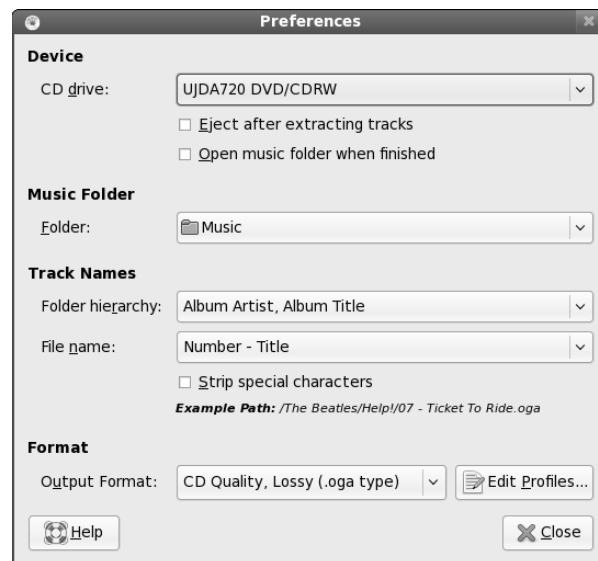 Preferences
Device
CD drive: UJDA720 DVD/CDRW
Eject after extracting tracks
Open music folder when finished
Music Folder
Folder: Music
Track Names
Folder hierarchy: Album Artist, Album Title
File name: Number - Title
Strip special characters
Example Path: /The Beatles/Help!/07 - Ticket To Ride.oga
Format
Output Format: CD Quality, Lossy (.oga type) Edit Profiles...
Help Close